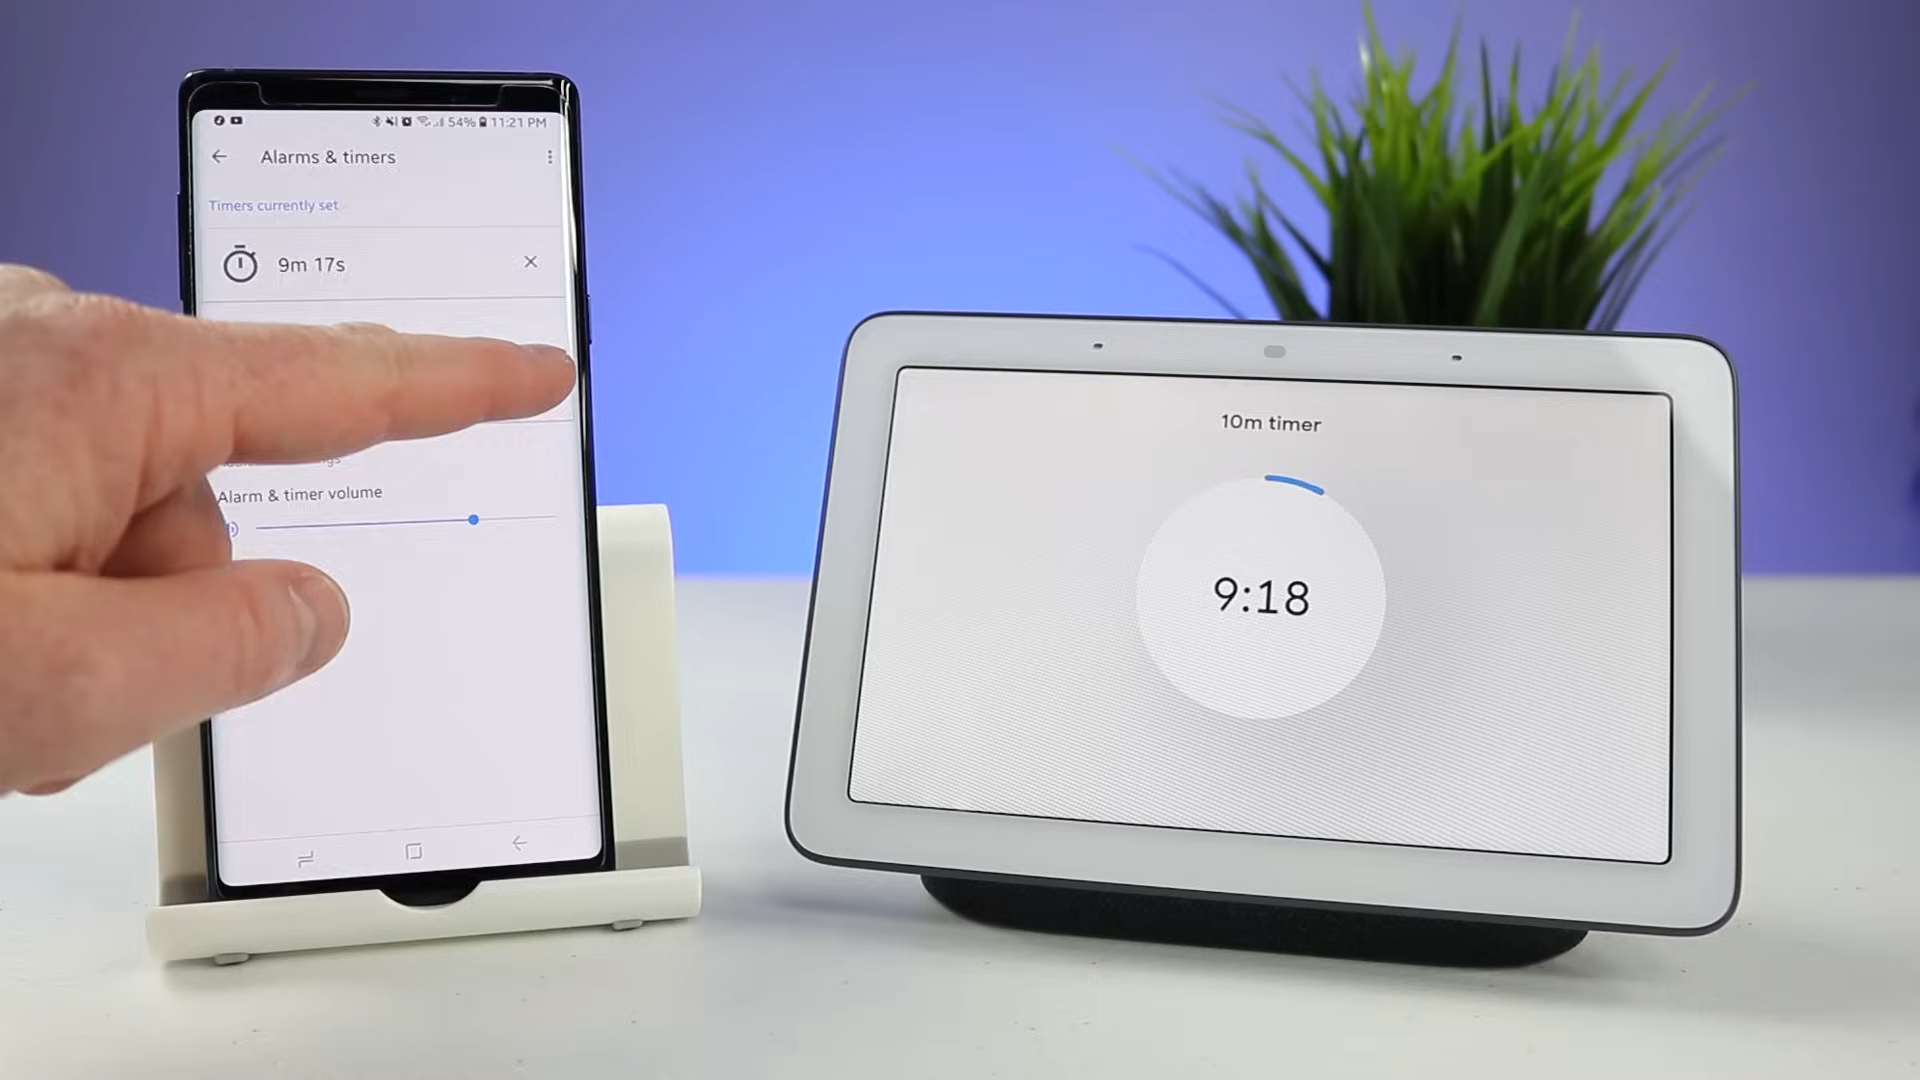 54% 11:21 PM
Alarms & timers
Timers currently set
9m 17s
Alarm & timer volume
10m timer
9:18